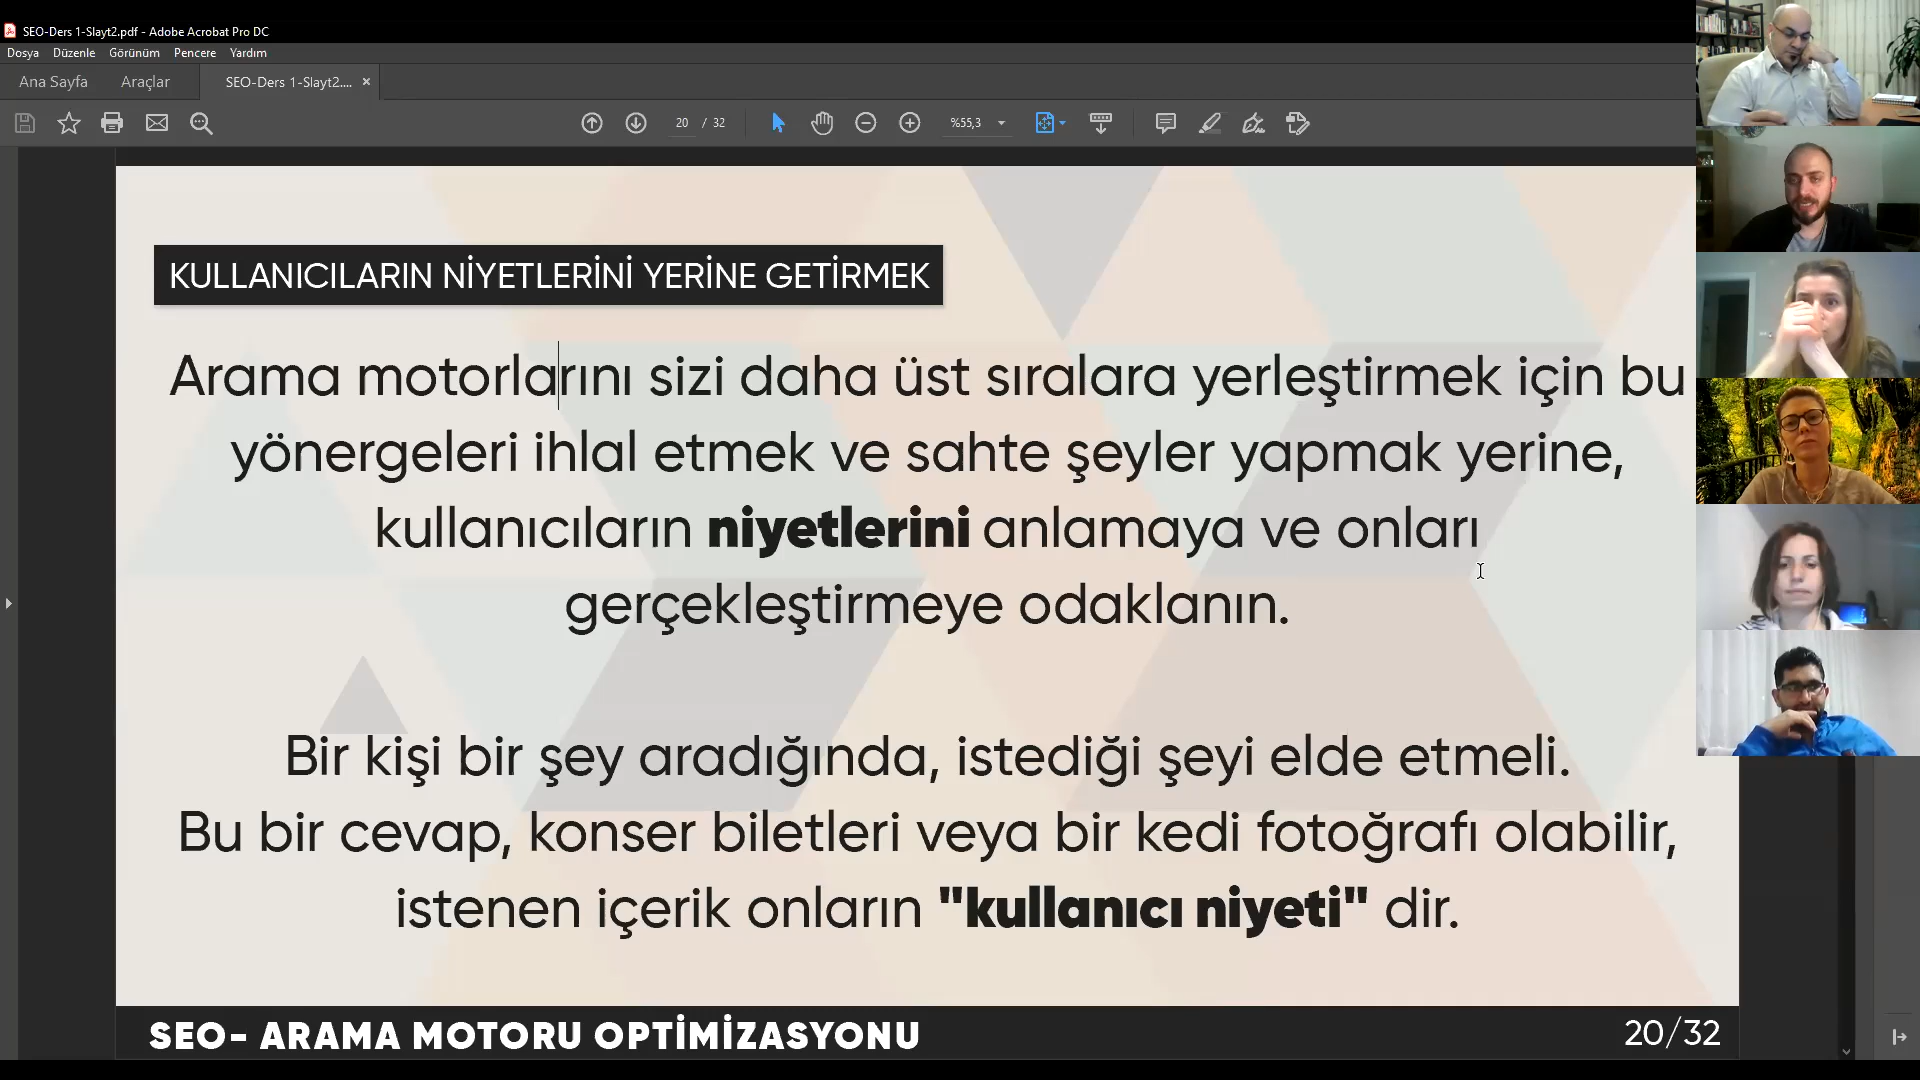 SEO-Ders 1-Slayt2.pdf - Adobe Acrobat Pro DC
Dosya Düzenle Görünüm Pencere Yardım
Ana Sayfa Araçlar SEO-Ders 1-Slayt2....
20 / 32 %55,3
KULLANICILARIN NİYETLERİNİ YERİNE GETİRMEK
Arama motorlarını sizi daha üst sıralara yerleştirmek için bu
yönergeleri ihlal etmek ve sahte şeyler yapmak yerine,
kullanıcıların niyetlerini anlamaya ve onları
gerçekleştirmeye odaklanın.
Bir kişi bir şey aradığında, istediği şeyi elde etmeli.
Bu bir cevap, konser biletleri veya bir kedi fotoğrafı olabilir,
istenen içerik onların "kullanıcı niyeti" dir.
SEO- ARAMA MOTORU OPTİMİZASYONU
20/32